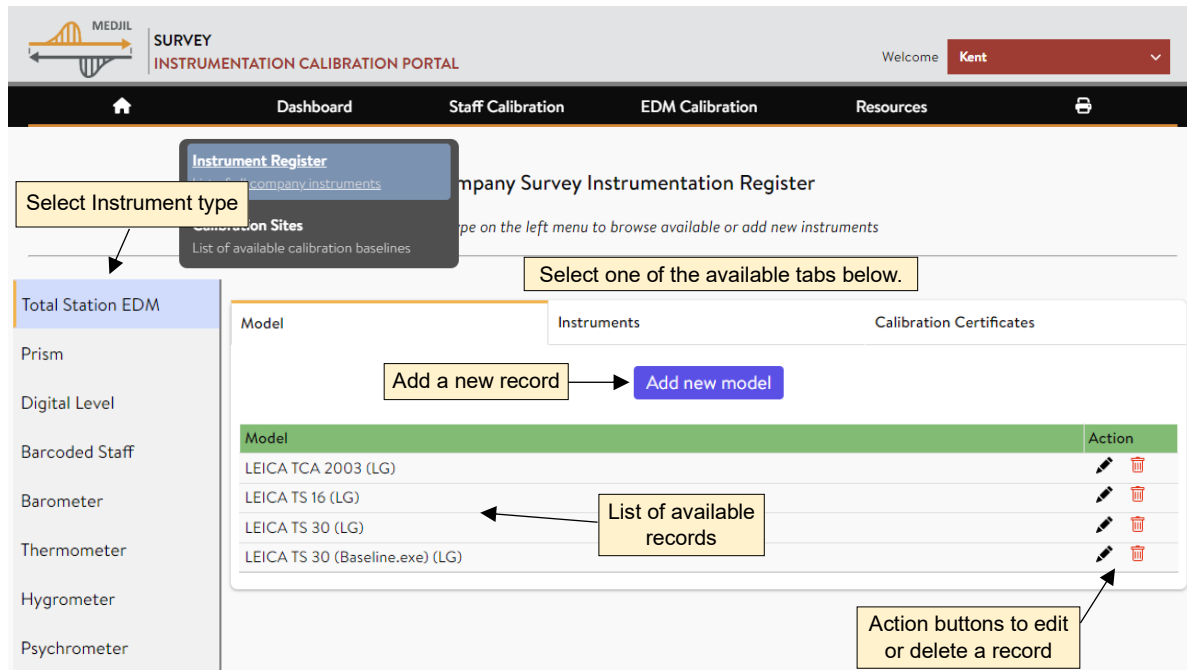 MEDJIL
SURVEY
INSTRUMENTATION CALIBRATION PORTAL
Welcome Kent
Dashboard Staff Calibration EDM Calibration Resources
Instrument Register
company instruments
Calibration Sites
List of available calibration baselines
Select Instrument type
mpany Survey Instrumentation Register
pe on the left menu to browse available or add new instruments
Select one of the available tabs below.
Total Station EDM
Prism
Digital Level
Barcoded Staff
Barometer
Thermometer
Hygrometer
Psychrometer
Model Instruments Calibration Certificates
Add a new record
Add new model
Model Action
LEICA TCA 2003 (LG)
LEICA TS 16 (LG)
LEICA TS 30 (LG)
LEICA TS 30 (Baseline.exe) (LG)
List of available
records
Action buttons to edit
or delete a record